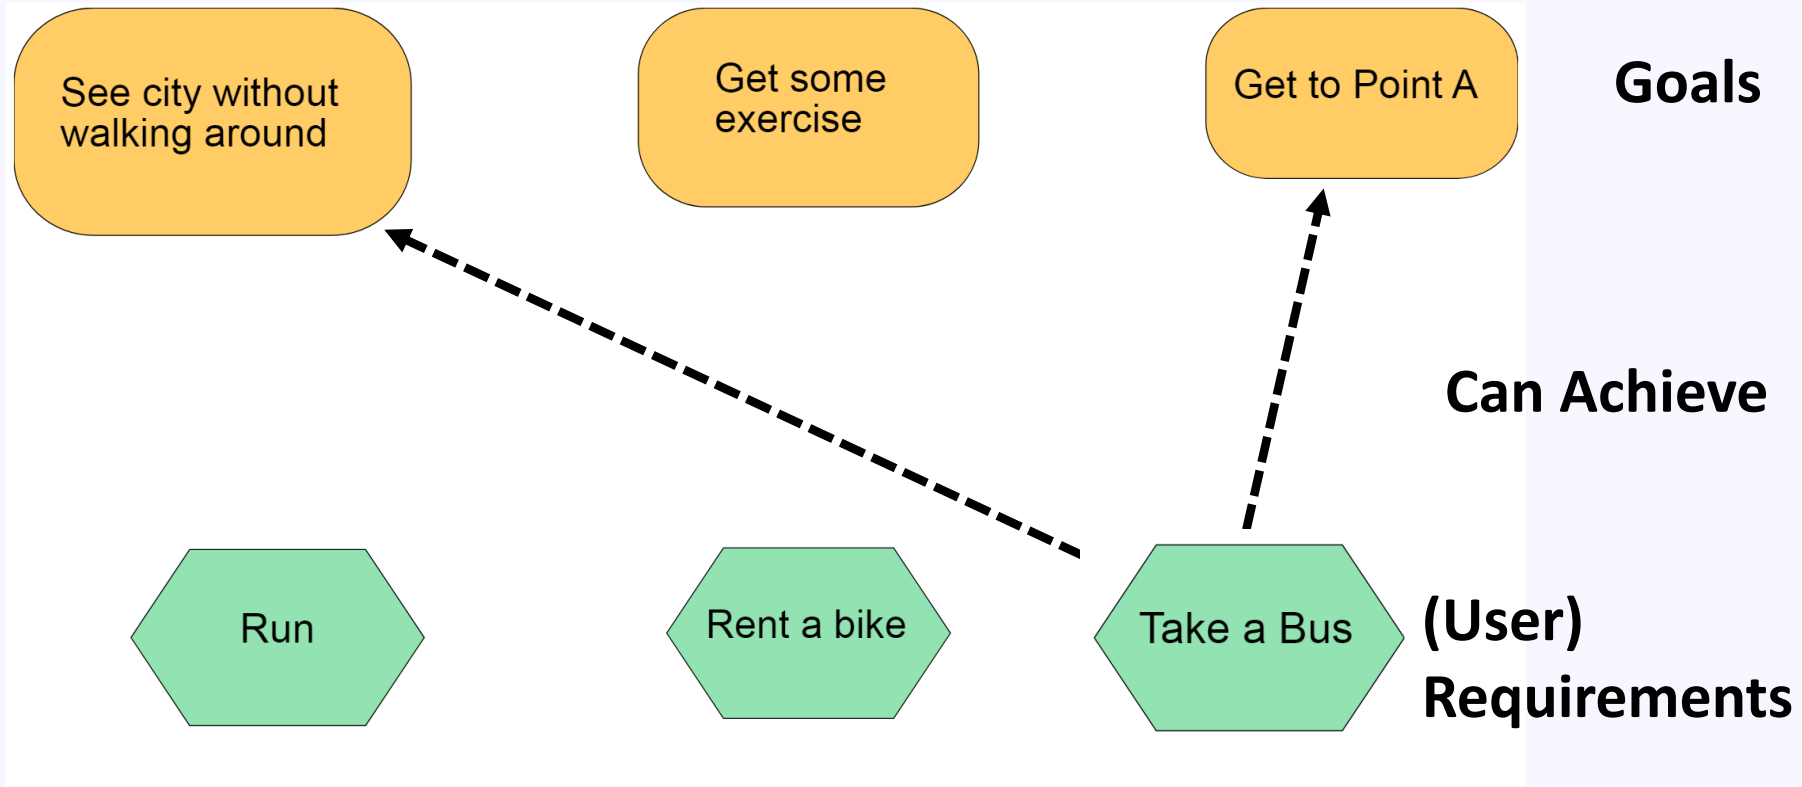 See city without
walking around
Get some
exercise
Get to Point A
Goals
Can Achieve
Run
Rent a bike
Take a Bus
(User)
Requirements